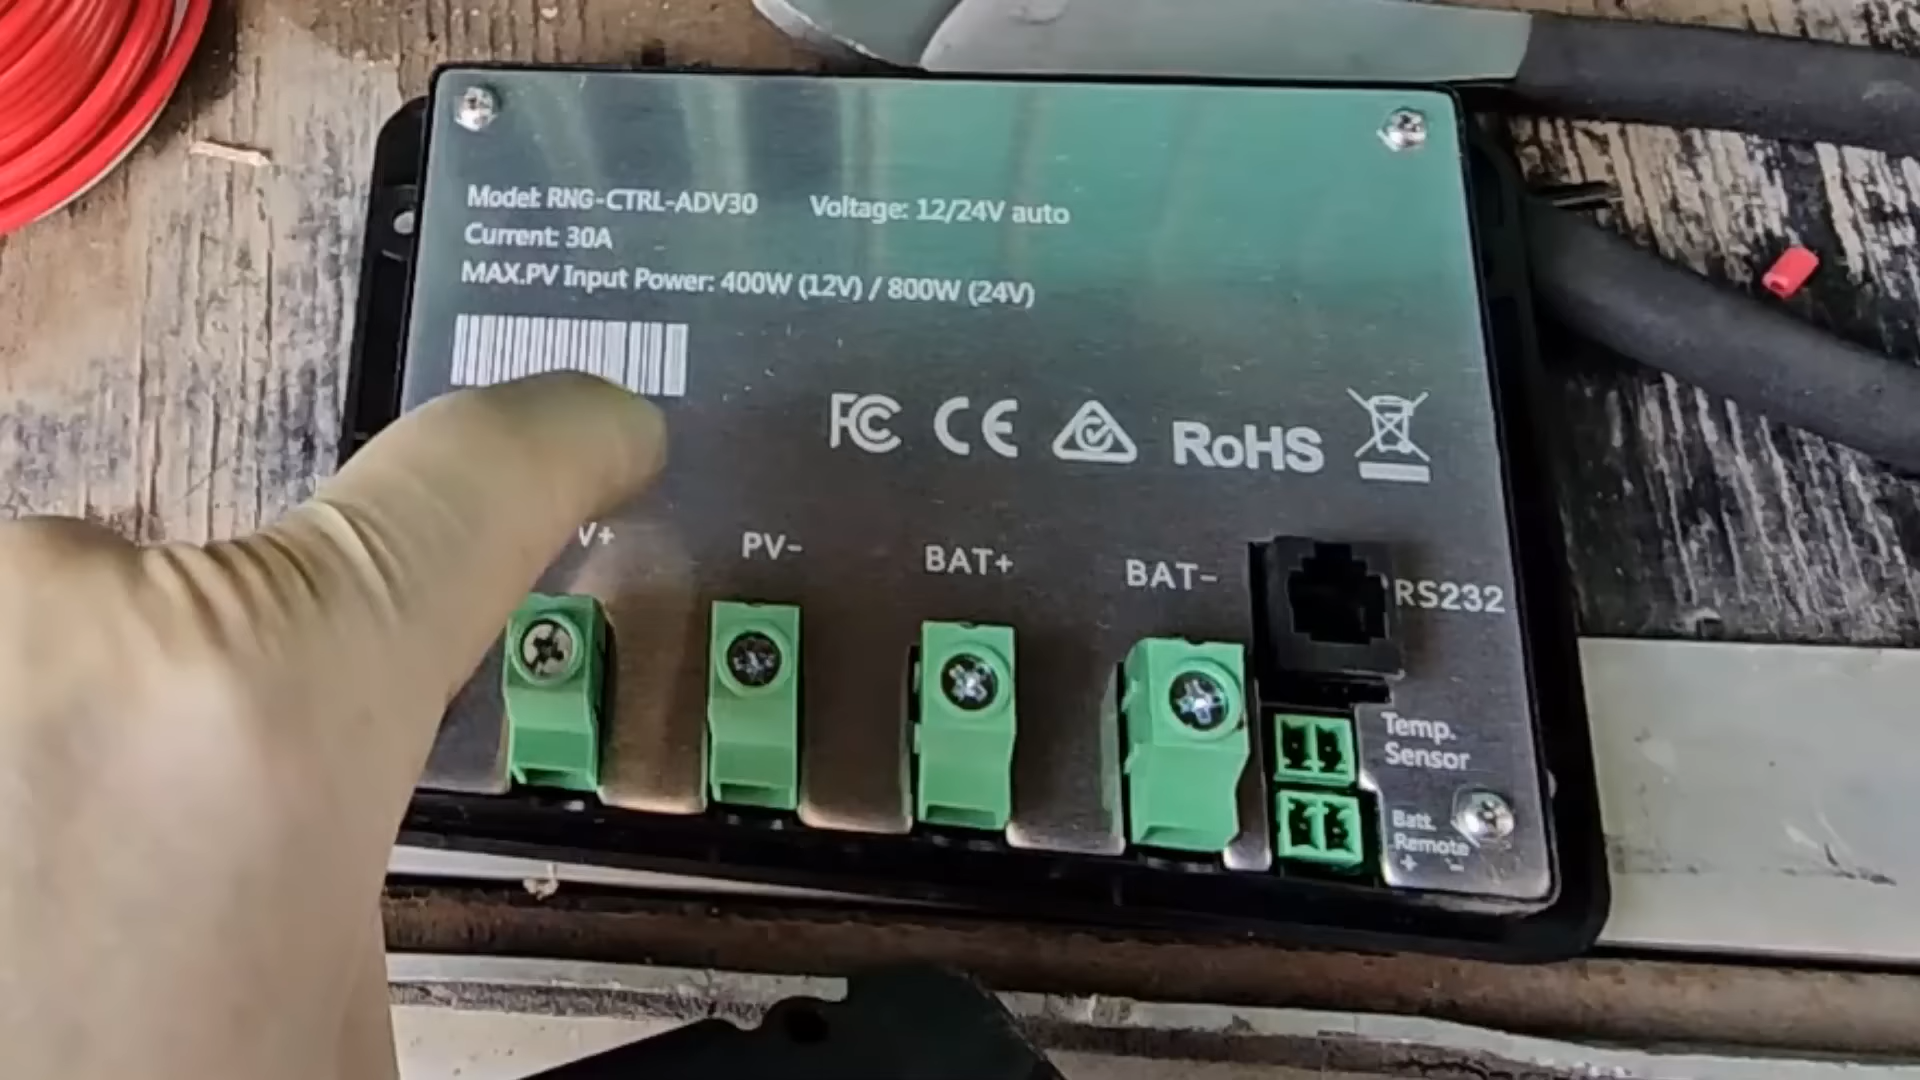 Model: RNG-CTRL-ADV30 Voltage: 12/24V auto
Current: 30A
MAX.PV Input Power: 400W (12V) / 800W (24V)
FC CE RoHS
V+ PV- BAT+ BAT- RS232
Temp.
Sensor
Batt.
Remote
+ -